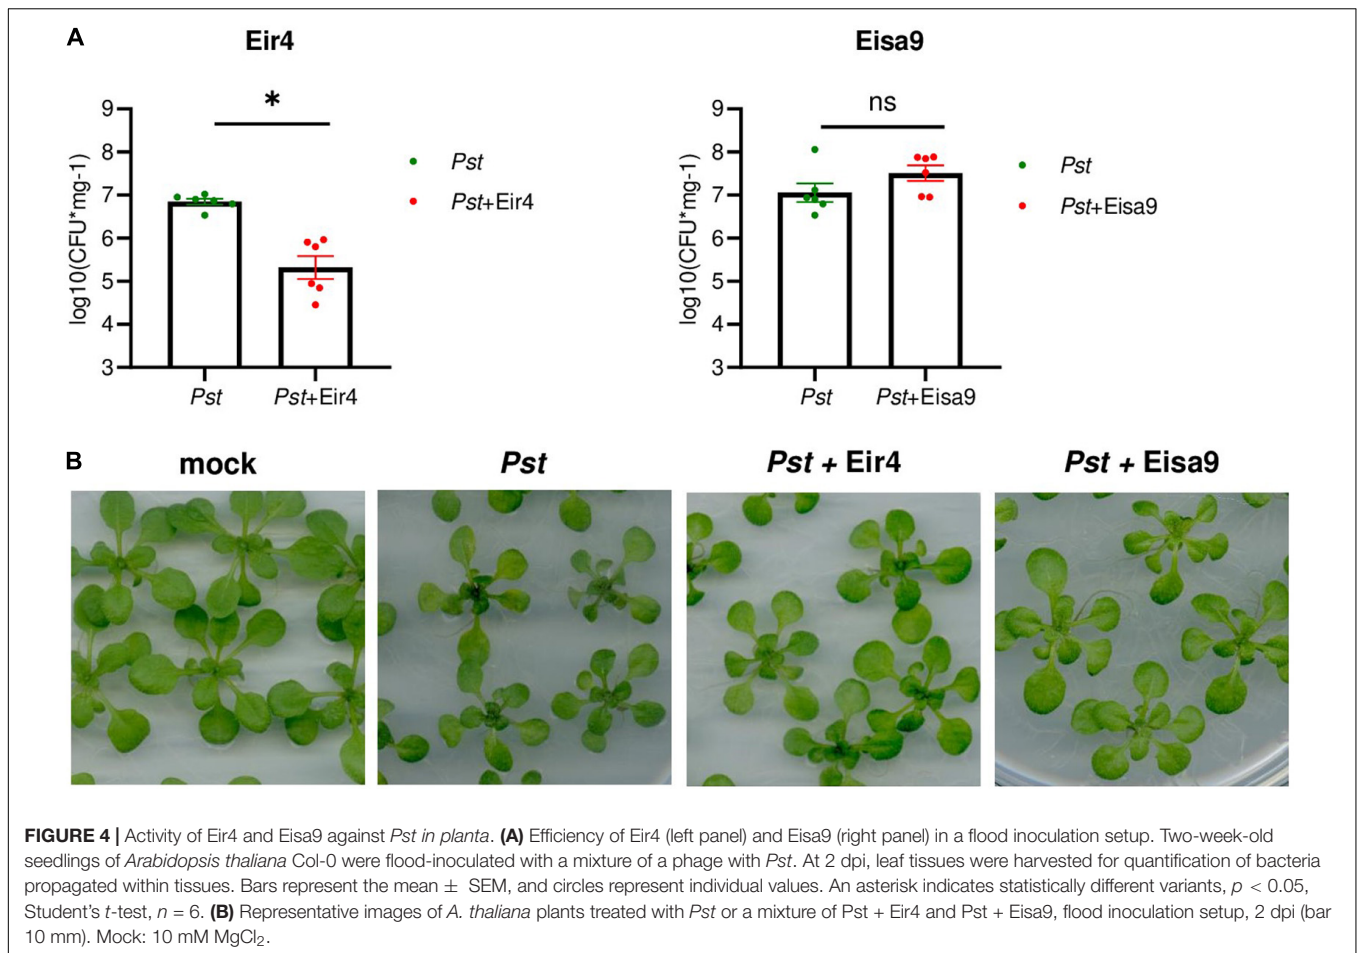 A
Eir4
Eisa9
*
ns
9
8
7
6
5
4
3
log10(CFU*mg-1)
Pst
Pst+Eir4
Pst
Pst+Eir4
9
8
7
6
5
4
3
log10(CFU*mg-1)
Pst
Pst+Eisa9
Pst
Pst+Eisa9
B
mock
Pst
Pst + Eir4
Pst + Eisa9
FIGURE 4 | Activity of Eir4 and Eisa9 against Pst in planta. (A) Efficiency of Eir4 (left panel) and Eisa9 (right panel) in a flood inoculation setup. Two-week-old
seedlings of Arabidopsis thaliana Col-0 were flood-inoculated with a mixture of a phage with Pst. At 2 dpi, leaf tissues were harvested for quantification of bacteria
propagated within tissues. Bars represent the mean ± SEM, and circles represent individual values. An asterisk indicates statistically different variants, p < 0.05,
Student's t-test, n = 6. (B) Representative images of A. thaliana plants treated with Pst or a mixture of Pst + Eir4 and Pst + Eisa9, flood inoculation setup, 2 dpi (bar
10 mm). Mock: 10 mM MgCl₂.